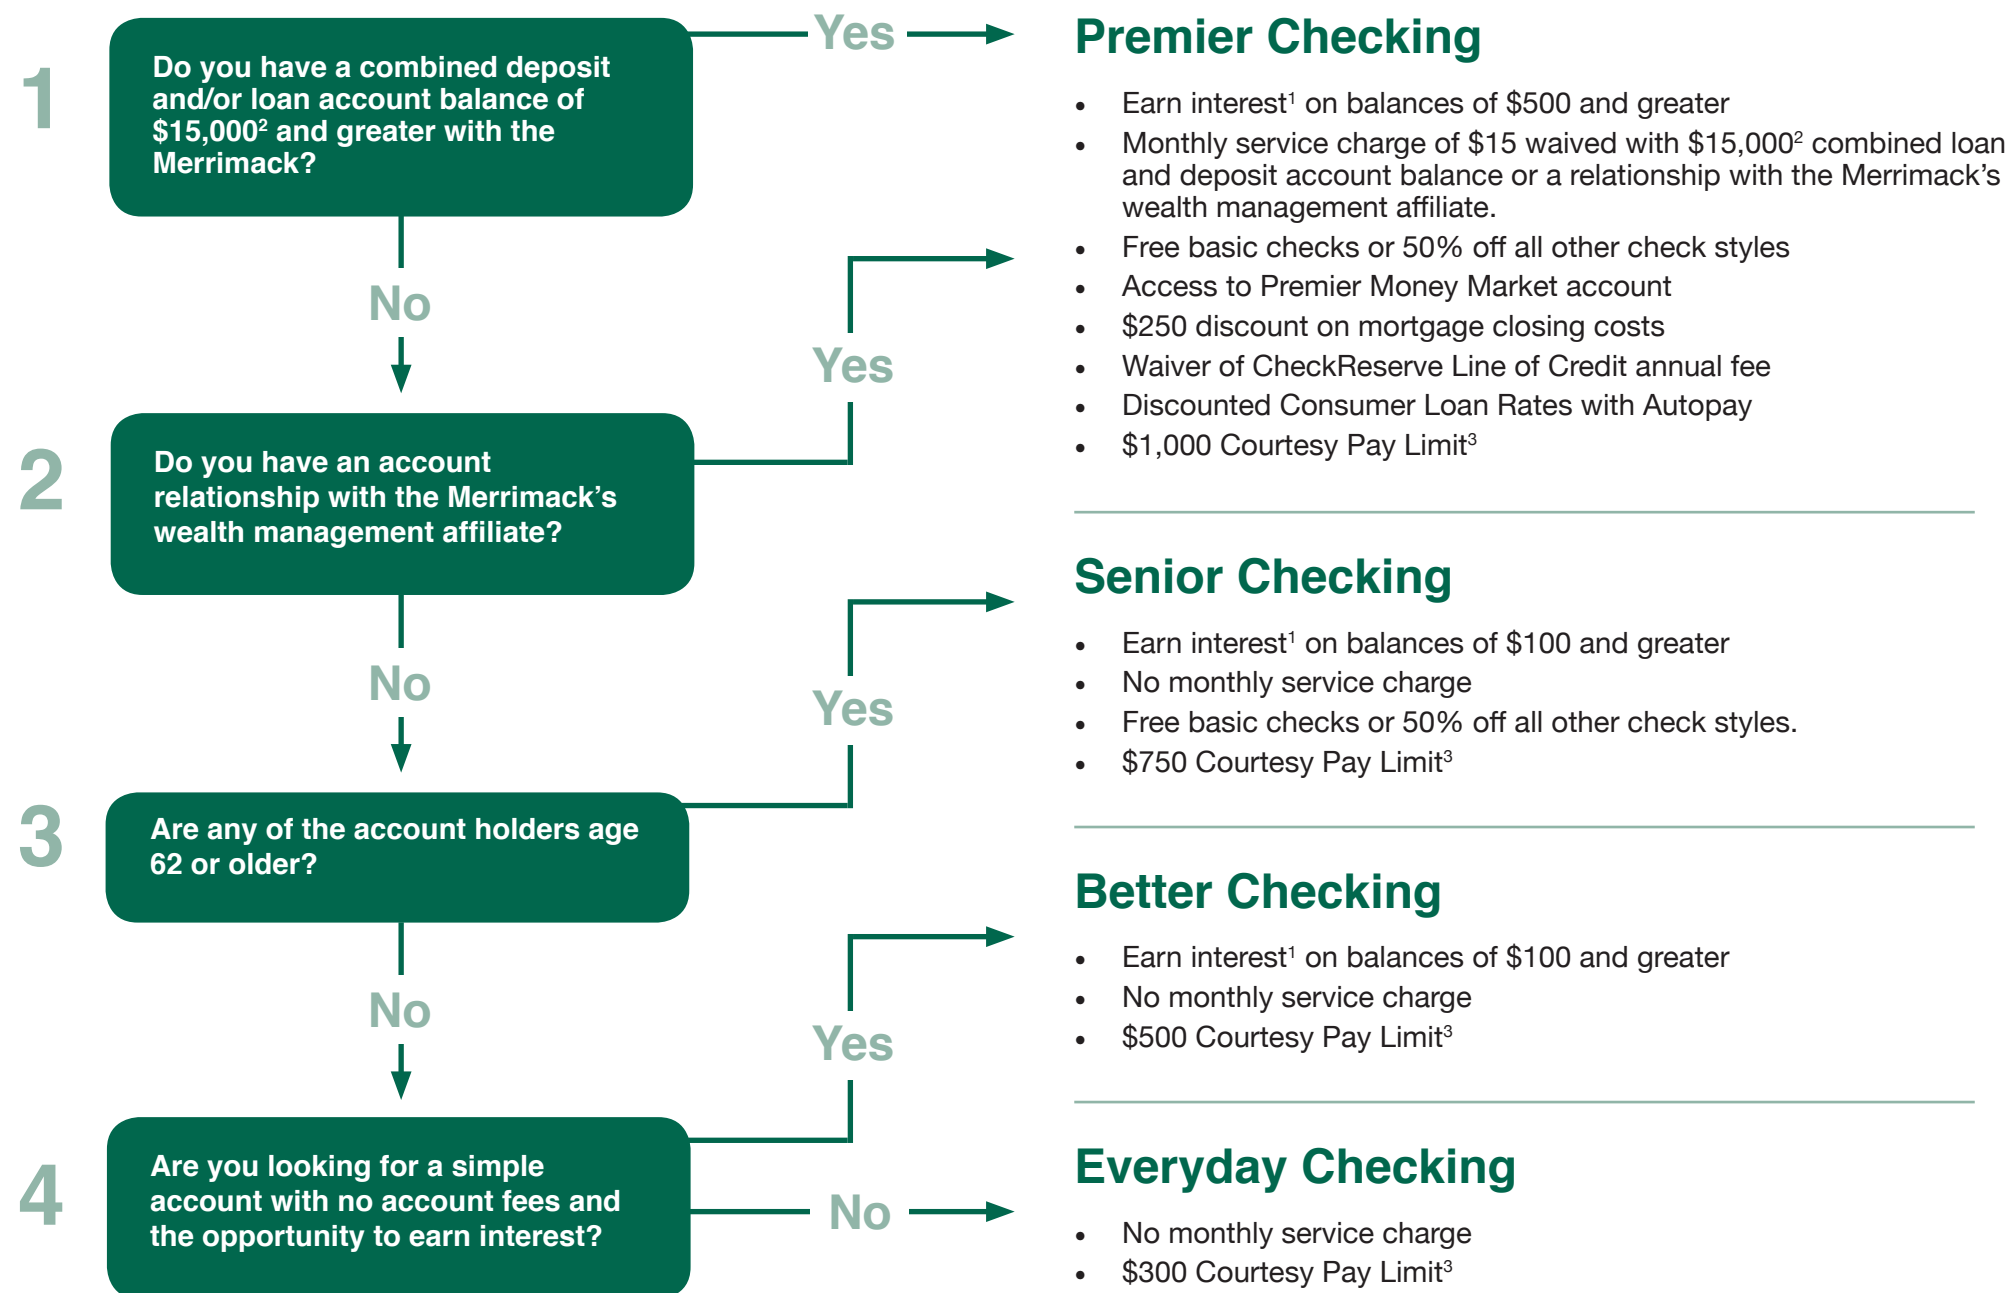 1
Do you have a combined deposit
and/or loan account balance of
$15,000² and greater with the
Merrimack?
Yes
No
2
Do you have an account
relationship with the Merrimack’s
wealth management affiliate?
Yes
No
3
Are any of the account holders age
62 or older?
Yes
No
4
Are you looking for a simple
account with no account fees and
the opportunity to earn interest?
Yes
No
Premier Checking
• Earn interest¹ on balances of $500 and greater
• Monthly service charge of $15 waived with $15,000² combined loan
and deposit account balance or a relationship with the Merrimack’s
wealth management affiliate.
• Free basic checks or 50% off all other check styles
• Access to Premier Money Market account
• $250 discount on mortgage closing costs
• Waiver of CheckReserve Line of Credit annual fee
• Discounted Consumer Loan Rates with Autopay
• $1,000 Courtesy Pay Limit³
Senior Checking
• Earn interest¹ on balances of $100 and greater
• No monthly service charge
• Free basic checks or 50% off all other check styles.
• $750 Courtesy Pay Limit³
Better Checking
• Earn interest¹ on balances of $100 and greater
• No monthly service charge
• $500 Courtesy Pay Limit³
Everyday Checking
• No monthly service charge
• $300 Courtesy Pay Limit³